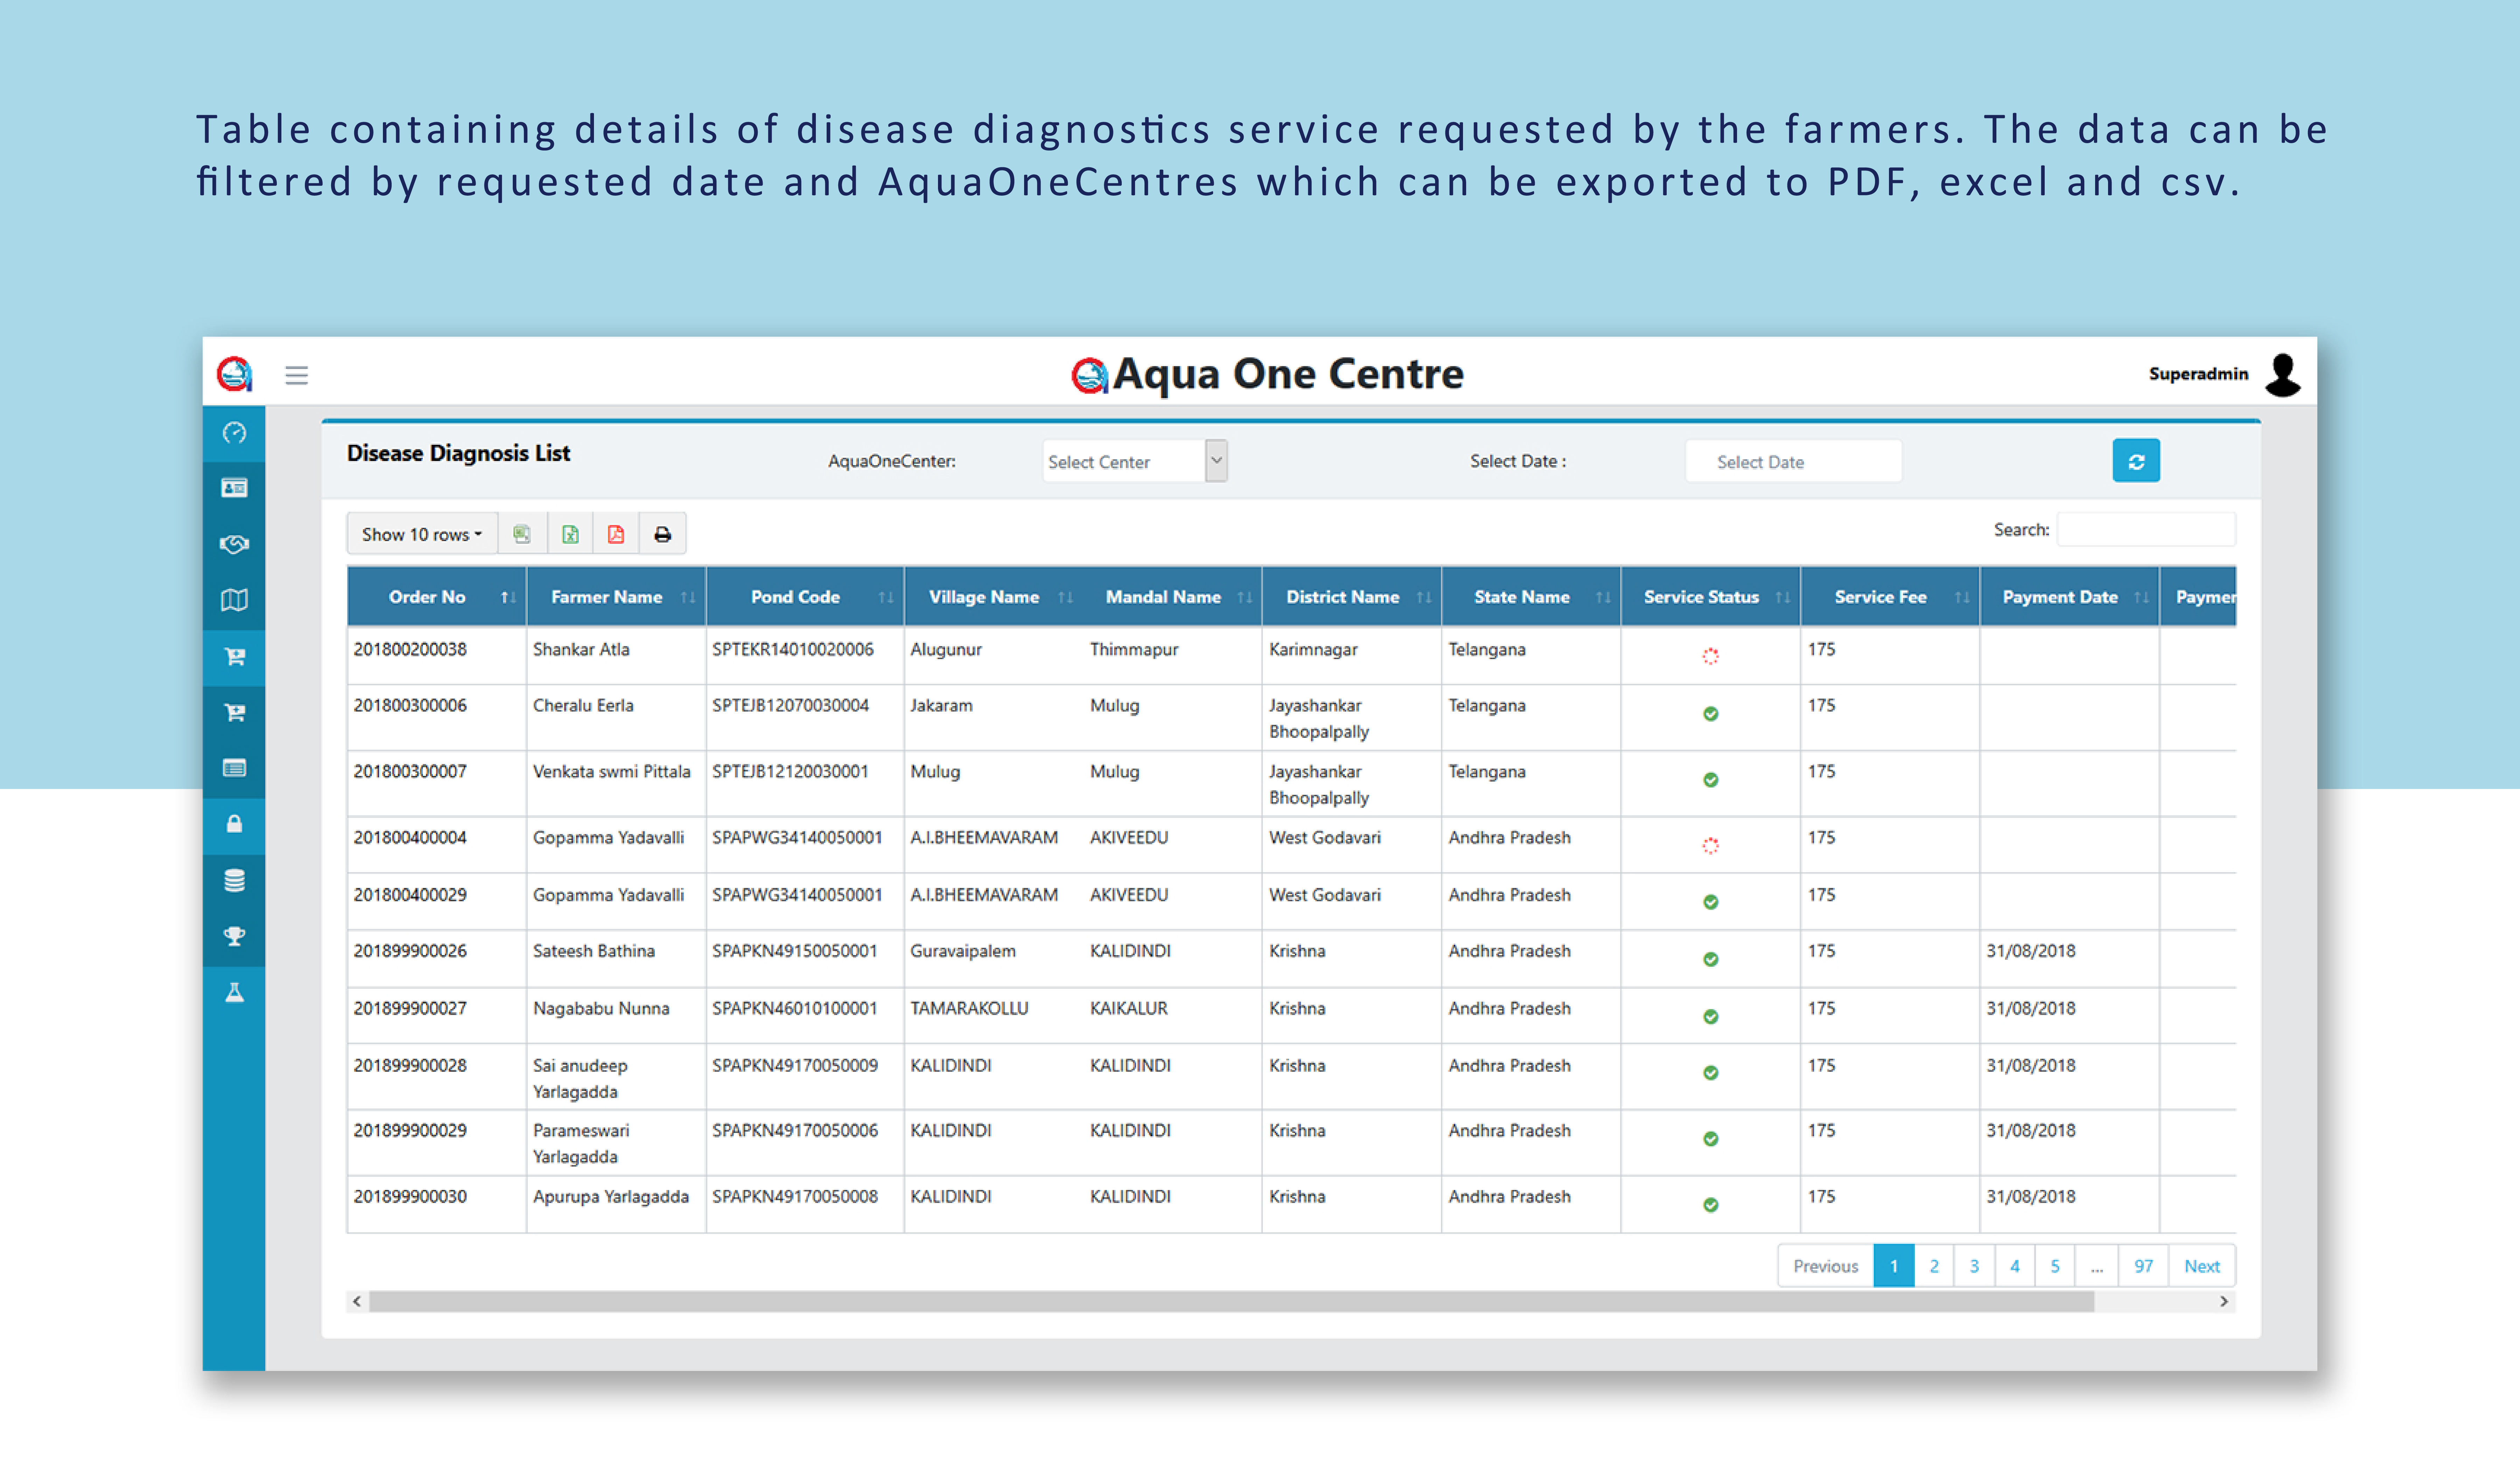 Table containing details of disease diagnostics service requested by the farmers. The data can be
filtered by requested date and AquaOneCentres which can be exported to PDF, excel and csv.
Aqua One Centre
Superadmin
Disease Diagnosis List AquaOneCenter: Select Center Select Date : Select Date
Show 10 rows Search:
Order No Farmer Name Pond Code Village Name Mandal Name District Name State Name Service Status Service Fee Payment Date Paymer
201800200038 Shankar Atla SPTEKR14010020006 Alugunur Thimmapur Karimnagar Telangana 175
201800300006 Cheralu Eerla SPTEJB12070030004 Jakaram Mulug Jayashankar Telangana 175
Bhoopalpally
201800300007 Venkata swmi Pittala SPTEJB12120030001 Mulug Mulug Jayashankar Telangana 175
Bhoopalpally
201800400004 Gopamma Yadavalli SPAPWG34140050001 A.I.BHEEMAVARAM AKIVEEDU West Godavari Andhra Pradesh 175
201800400029 Gopamma Yadavalli SPAPWG34140050001 A.I.BHEEMAVARAM AKIVEEDU West Godavari Andhra Pradesh 175
201899900026 Sateesh Bathina SPAPKN49150050001 Guravaipalem KALIDINDI Krishna Andhra Pradesh 175 31/08/2018
201899900027 Nagababu Nunna SPAPKN46010100001 TAMARAKOLLU KAIKALUR Krishna Andhra Pradesh 175 31/08/2018
201899900028 Sai anudeep SPAPKN49170050009 KALIDINDI KALIDINDI Krishna Andhra Pradesh 175 31/08/2018
Yarlagadda
201899900029 Parameswari SPAPKN49170050006 KALIDINDI KALIDINDI Krishna Andhra Pradesh 175 31/08/2018
Yarlagadda
201899900030 Apurupa Yarlagadda SPAPKN49170050008 KALIDINDI KALIDINDI Krishna Andhra Pradesh 175 31/08/2018
Previous 1 2 3 4 5 ... 97 Next